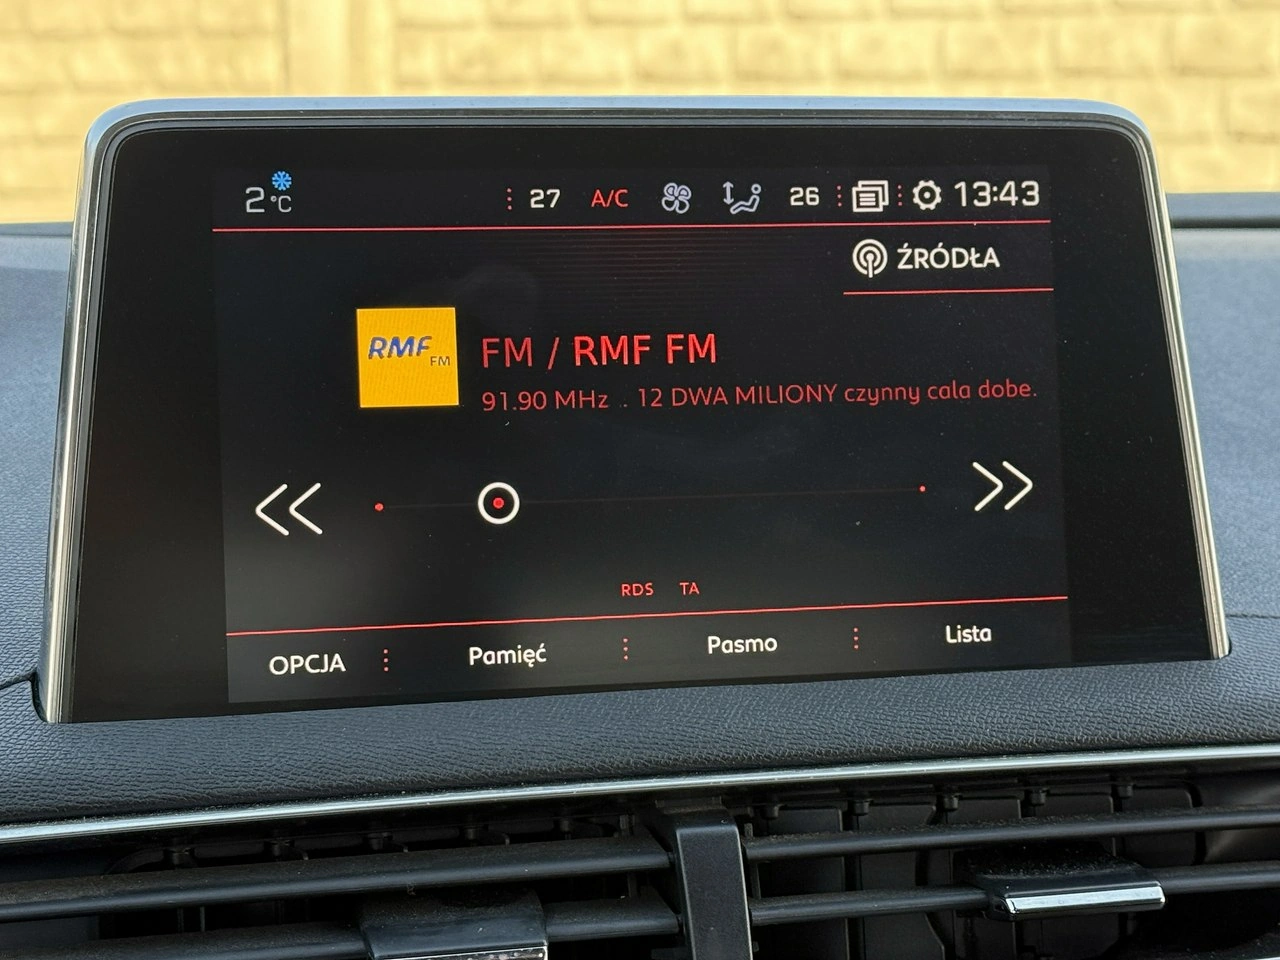 2 °C 27 A/C 26 13:43
ŹRÓDŁA
RMF FM
FM / RMF FM
91.90 MHz . 12 DWA MILIONY czynny cala dobe.
RDS TA
OPCJA Pamięć Pasmo Lista